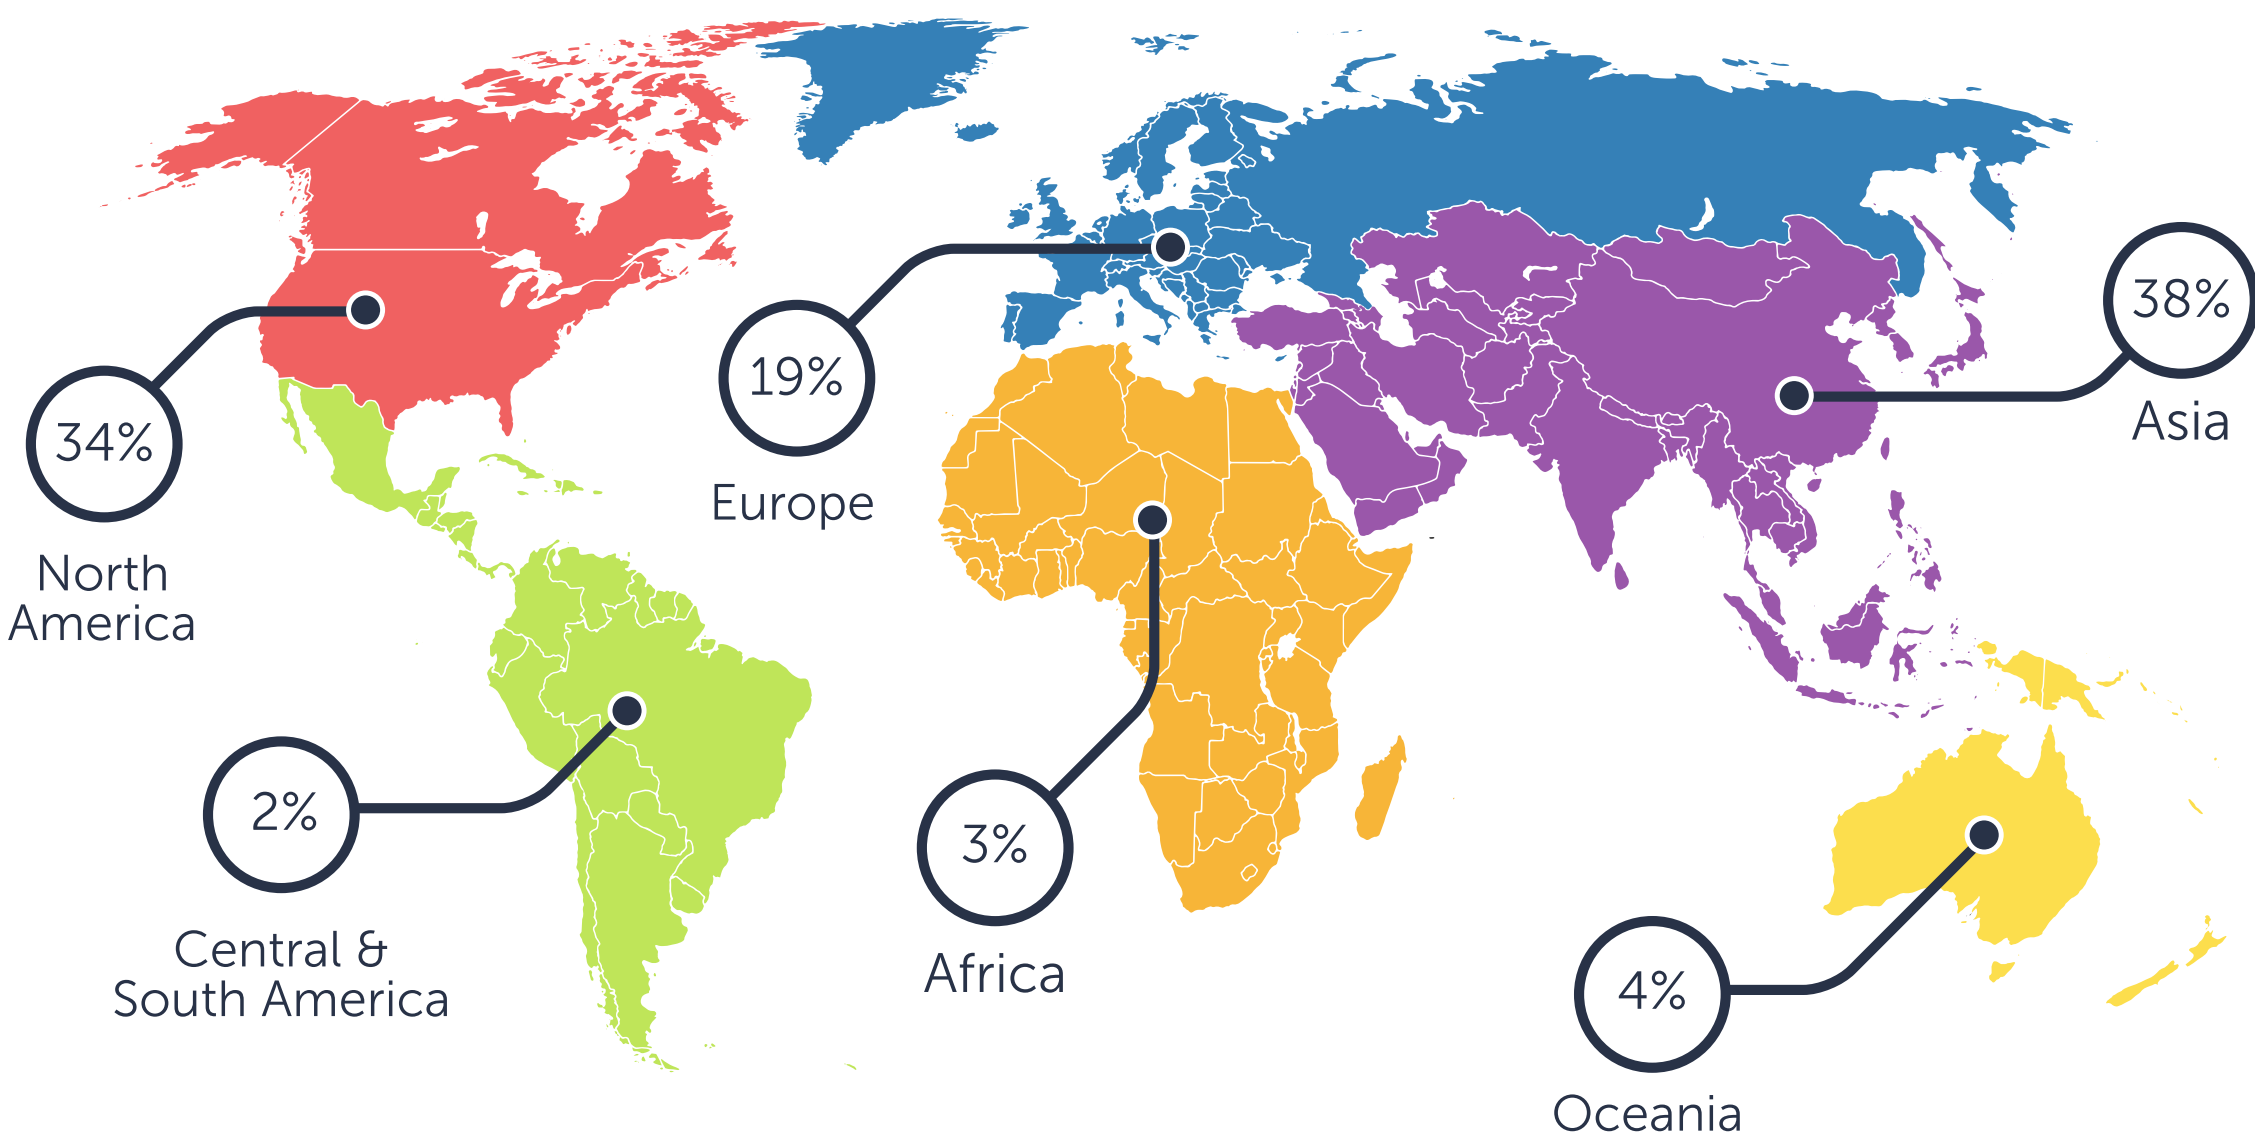 34%
North
America
19%
Europe
38%
Asia
2%
Central &
South America
3%
Africa
4%
Oceania